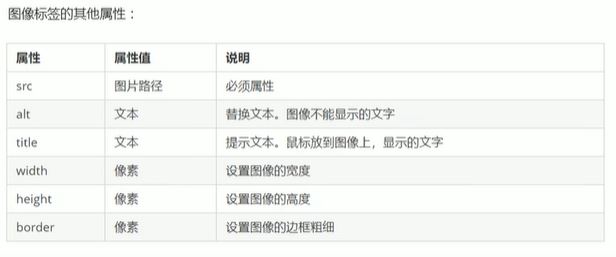 图像标签的其他属性：
属性 属性值 说明
src 图片路径 必须属性
alt 文本 替换文本。图像不能显示的文字
title 文本 提示文本。鼠标放到图像上，显示的文字
width 像素 设置图像的宽度
height 像素 设置图像的高度
border 像素 设置图像的边框粗细